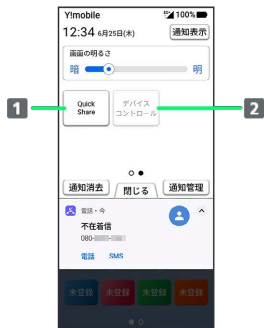 Y!mobile 100%
12:34 6月25日(木) 通知表示
画面の明るさ
暗 明
1 Quick
Share デバイス
コントロール 2
通知消去 閉じる 通知管理
電話・今
不在着信
080-
電話 SMS
未登録 未登録 未登録 未登録